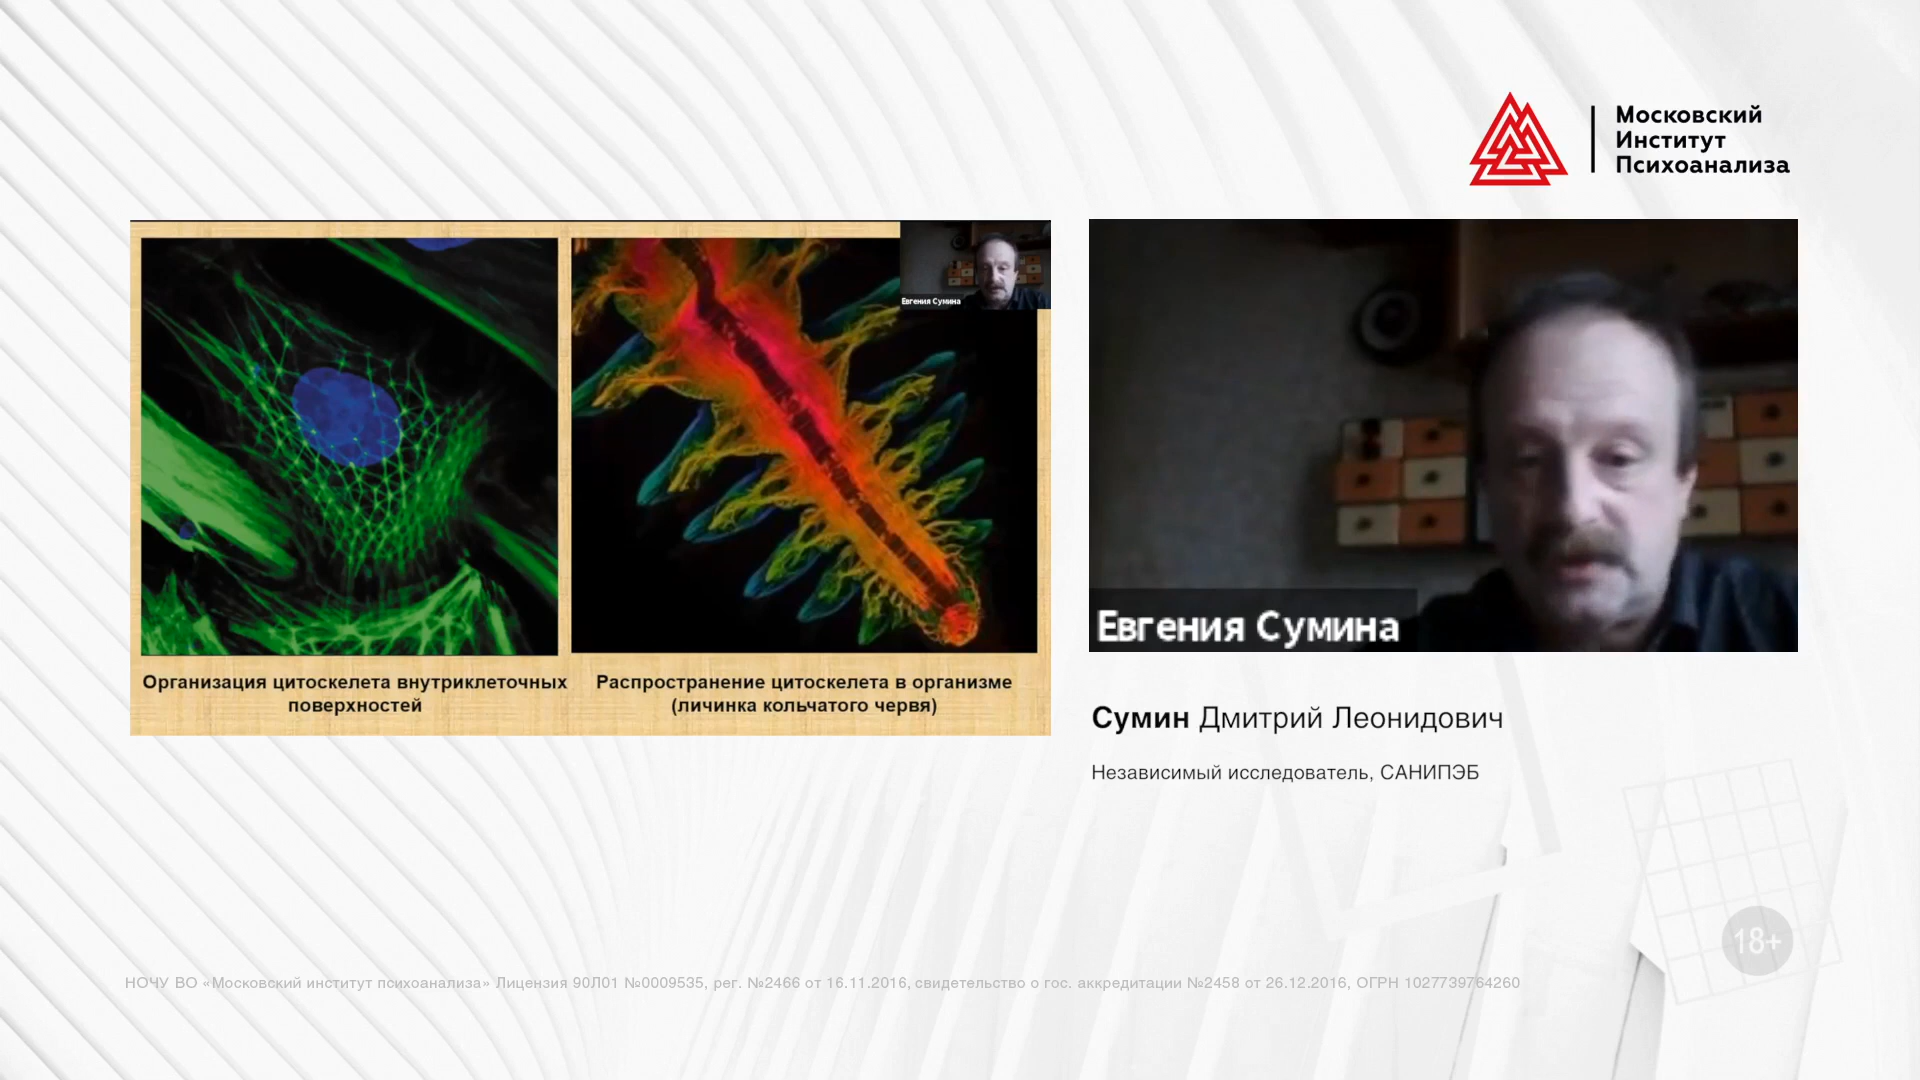 Московский
Институт
Психоанализа
Евгения Сумина
Организация цитоскелета внутриклеточных
поверхностей
Распространение цитоскелета в организме
(личинка кольчатого червя)
Евгения Сумина
Сумин Дмитрий Леонидович
Независимый исследователь, САНИПЭБ
18+
НОЧУ ВО «Московский институт психоанализа» Лицензия 90Л01 №0009535, рег. №2466 от 16.11.2016, свидетельство о гос. аккредитации №2458 от 26.12.2016, ОГРН 1027739764260